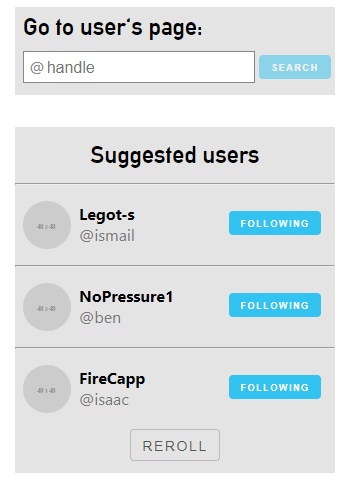 Go to user's page:
@ handle
SEARCH
Suggested users
48 x 48
Legot-s
@ismail
FOLLOWING
48 x 48
NoPressure1
@ben
FOLLOWING
48 x 48
FireCapp
@isaac
FOLLOWING
REROLL